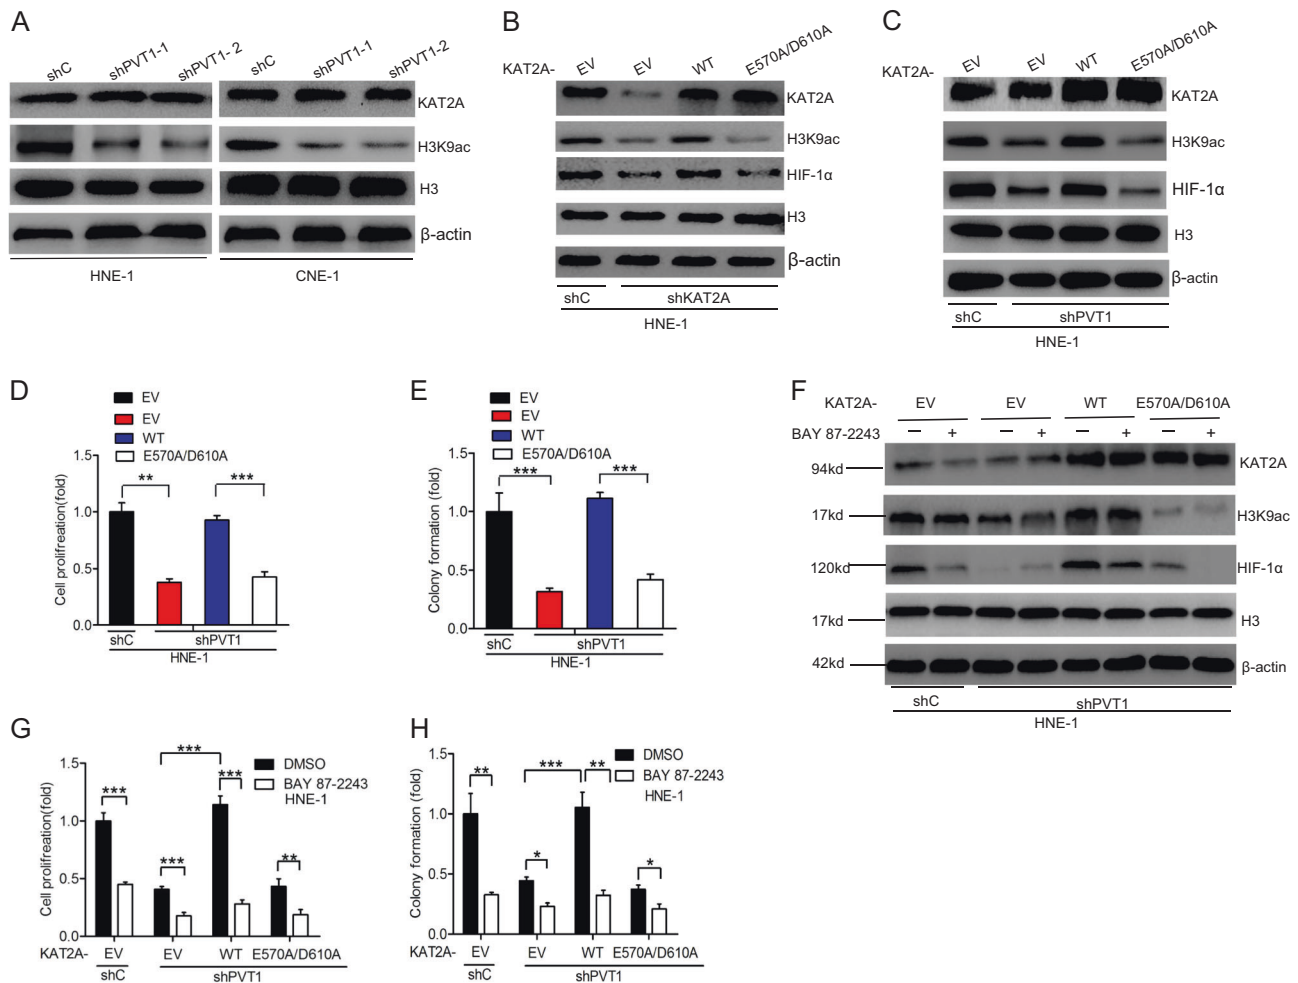 A
shC
shPVT1-1
shPVT1- 2
shC
shPVT1-1
shPVT1-2
KAT2A
H3K9ac
H3
β-actin
HNE-1
CNE-1
B
KAT2A-
EV
EV
WT
E570A/D610A
KAT2A
H3K9ac
HIF-1α
H3
β-actin
shC
shKAT2A
HNE-1
C
KAT2A-
EV
EV
WT
E570A/D610A
KAT2A
H3K9ac
HIF-1α
H3
β-actin
shC
shPVT1
HNE-1
D
EV
EV
WT
E570A/D610A
Cell prolifreation(fold)
1.5
1.0
0.5
0.0
**
***
shC
shPVT1
HNE-1
E
EV
EV
WT
E570A/D610A
Colony formation (fold)
1.5
1.0
0.5
0.0
***
***
shC
shPVT1
HNE-1
F
KAT2A-
EV
EV
WT
E570A/D610A
BAY 87-2243
− + − + − + − +
94kd
KAT2A
17kd
H3K9ac
120kd
HIF-1α
17kd
H3
42kd
β-actin
shC
shPVT1
HNE-1
G
DMSO
BAY 87-2243
HNE-1
Cell prolifreation(fold)
1.5
1.0
0.5
0.0
***
***
***
***
**
KAT2A-
EV
EV
WT
E570A/D610A
shC
shPVT1
H
DMSO
BAY 87-2243
HNE-1
Colony formation (fold)
1.5
1.0
0.5
0.0
**
*
***
**
*
KAT2A-
EV
EV
WT
E570A/D610A
shC
shPVT1